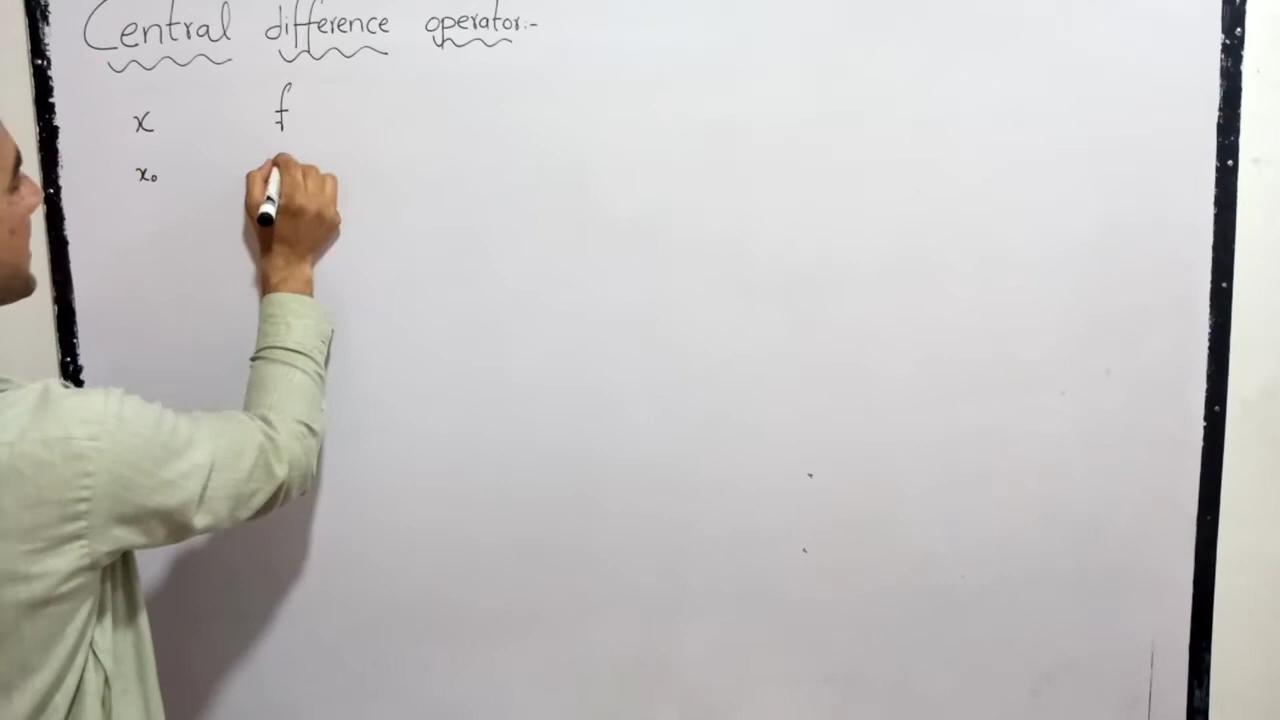 Central difference operator:-
x f
x₀